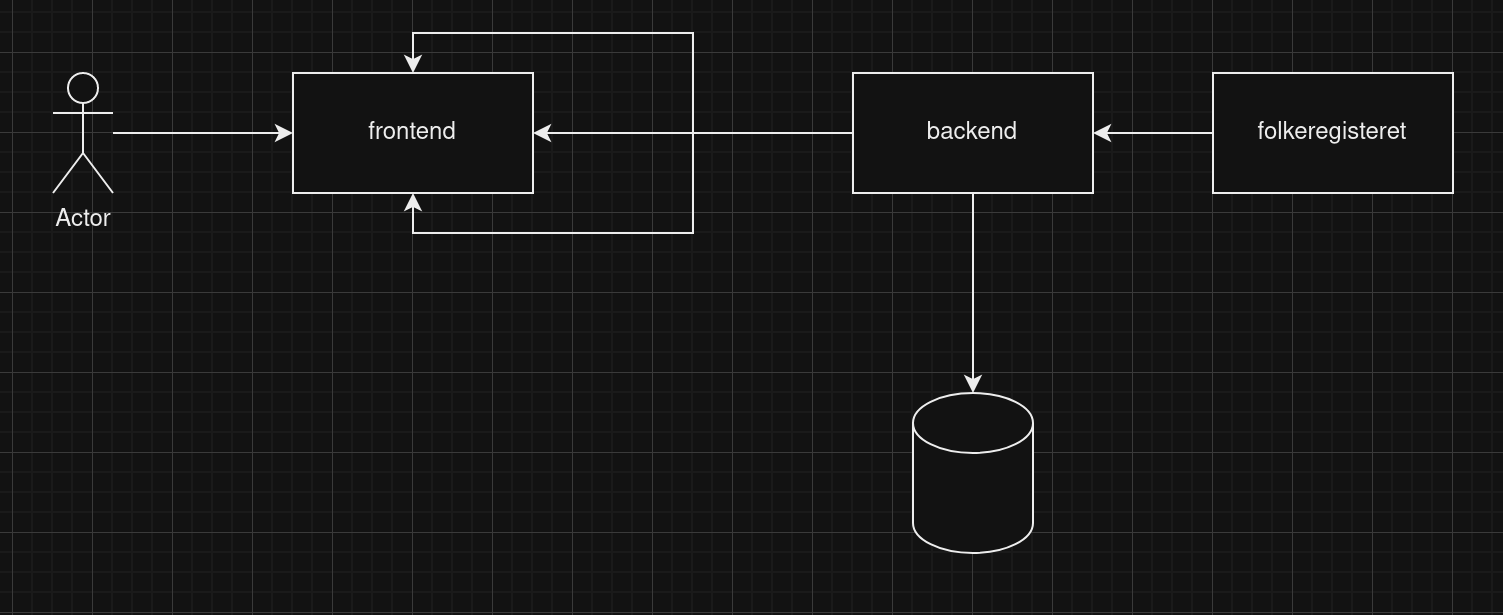 frontend
backend
folkeregisteret
Actor